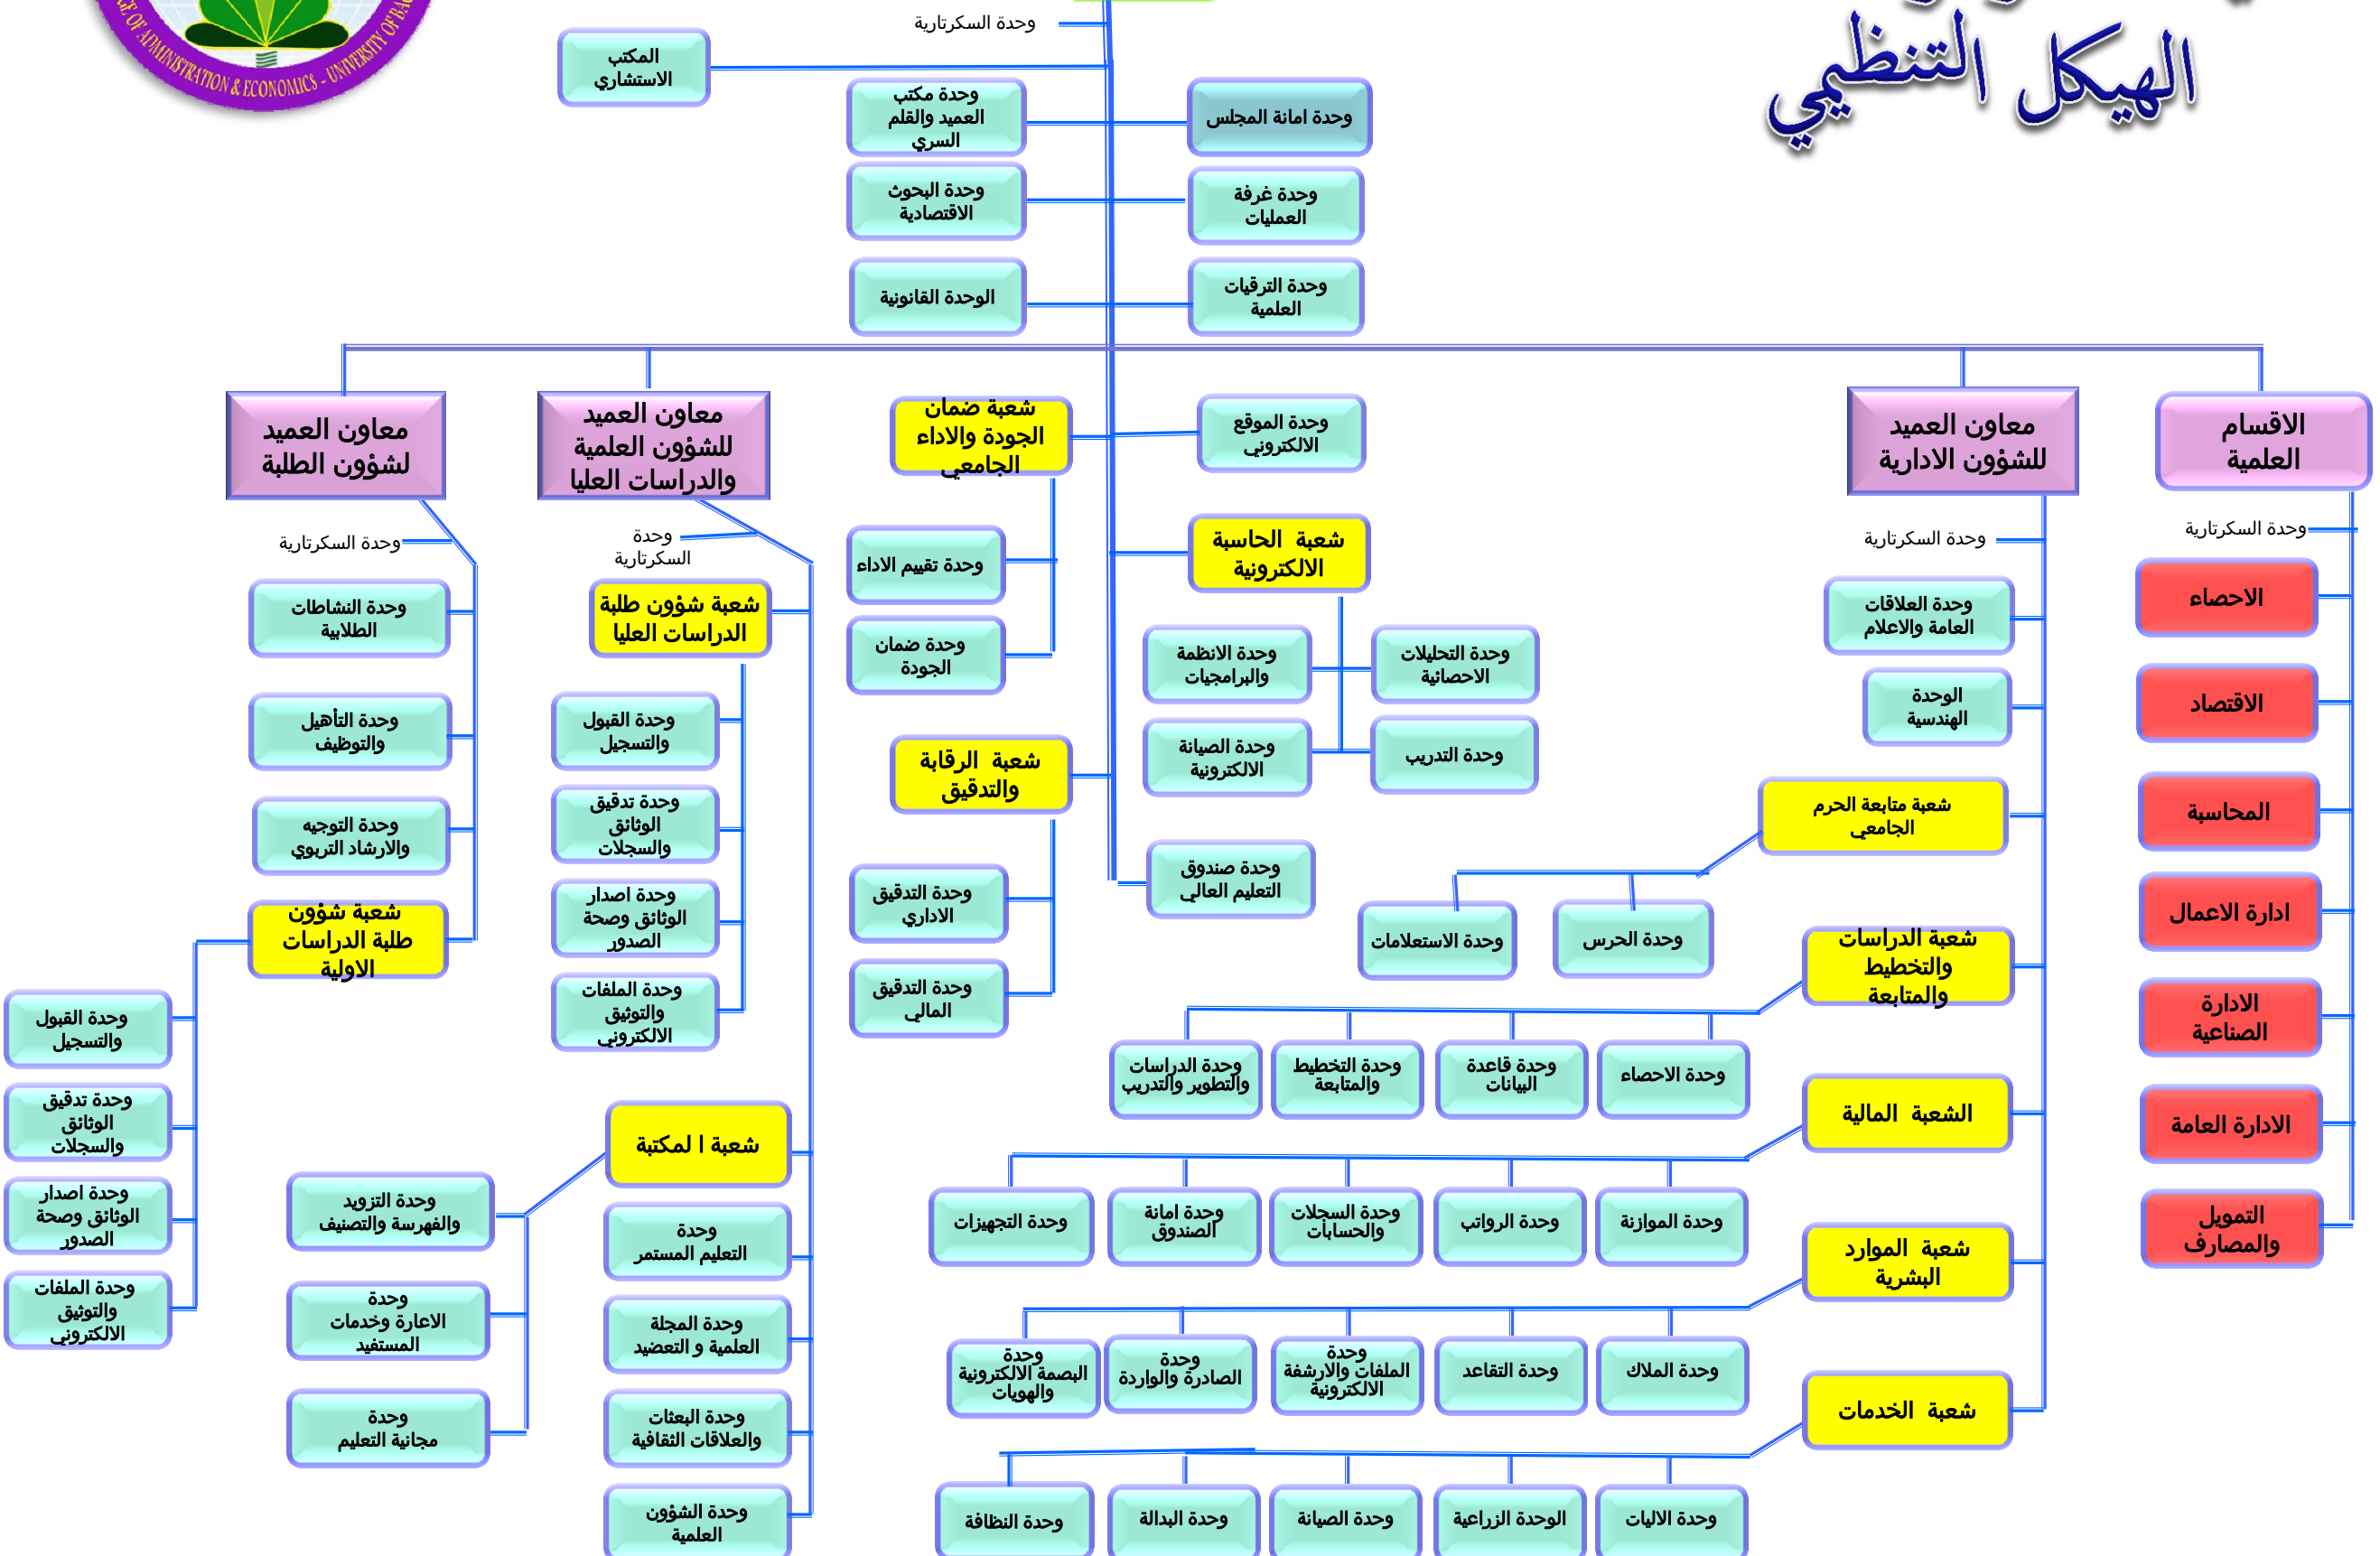 OF ADMINISTRATION & ECONOMICS - UNIVERSITY OF
الهيكل التنظيمي
وحدة السكرتارية
المكتب
الاستشاري
وحدة امانة المجلس
وحدة مكتب
العميد والقلم
السري
وحدة غرفة
العمليات
وحدة البحوث
الاقتصادية
وحدة الترقيات
العلمية
الوحدة القانونية
الاقسام
العلمية
وحدة السكرتارية
الاحصاء
الاقتصاد
المحاسبة
ادارة الاعمال
الادارة
الصناعية
الادارة العامة
التمويل
والمصارف
معاون العميد
للشؤون الادارية
وحدة السكرتارية
وحدة العلاقات
العامة والاعلام
الوحدة
الهندسية
شعبة متابعة الحرم
الجامعي
وحدة الحرس
وحدة الاستعلامات
شعبة الدراسات
والتخطيط
والمتابعة
وحدة الاحصاء
وحدة قاعدة
البيانات
وحدة التخطيط
والمتابعة
وحدة الدراسات
والتطوير والتدريب
الشعبة المالية
وحدة الموازنة
وحدة الرواتب
وحدة السجلات
والحسابات
وحدة امانة
الصندوق
وحدة التجهيزات
شعبة الموارد
البشرية
وحدة الملاك
وحدة التقاعد
وحدة
الملفات والارشفة
الالكترونية
وحدة
الصادرة والواردة
وحدة
البصمة الالكترونية
والهويات
شعبة الخدمات
وحدة الاليات
الوحدة الزراعية
وحدة الصيانة
وحدة البدالة
وحدة النظافة
وحدة الموقع
الالكتروني
شعبة الحاسبة
الالكترونية
وحدة التحليلات
الاحصائية
وحدة الانظمة
والبرامجيات
وحدة التدريب
وحدة الصيانة
الالكترونية
وحدة صندوق
التعليم العالي
شعبة ضمان
الجودة والاداء
الجامعي
وحدة تقييم الاداء
وحدة ضمان
الجودة
شعبة الرقابة
والتدقيق
وحدة التدقيق
الاداري
وحدة التدقيق
المالي
معاون العميد
للشؤون العلمية
والدراسات العليا
وحدة
السكرتارية
شعبة شؤون طلبة
الدراسات العليا
وحدة القبول
والتسجيل
وحدة تدقيق
الوثائق
والسجلات
وحدة اصدار
الوثائق وصحة
الصدور
وحدة الملفات
والتوثيق
الالكتروني
شعبة ا لمكتبة
وحدة التزويد
والفهرسة والتصنيف
وحدة
الاعارة وخدمات
المستفيد
وحدة
مجانية التعليم
وحدة
التعليم المستمر
وحدة المجلة
العلمية و التعضيد
وحدة البعثات
والعلاقات الثقافية
وحدة الشؤون
العلمية
معاون العميد
لشؤون الطلبة
وحدة السكرتارية
وحدة النشاطات
الطلابية
وحدة التأهيل
والتوظيف
وحدة التوجيه
والارشاد التربوي
شعبة شؤون
طلبة الدراسات
الاولية
وحدة القبول
والتسجيل
وحدة تدقيق
الوثائق
والسجلات
وحدة اصدار
الوثائق وصحة
الصدور
وحدة الملفات
والتوثيق
الالكتروني